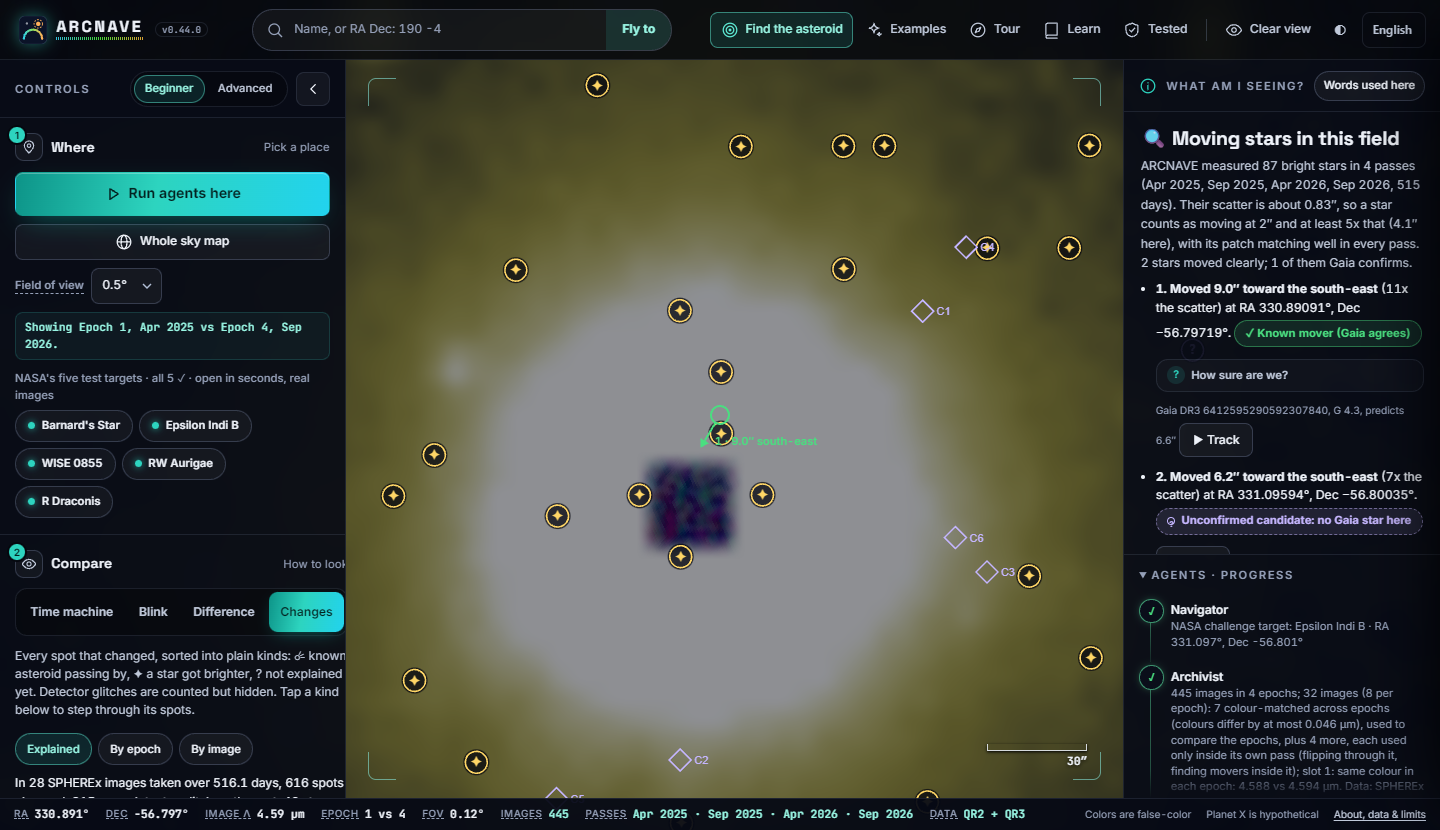 ARCNAVE
v0.44.0
Name, or RA Dec: 190 -4
Fly to
Find the asteroid
Examples
Tour
Learn
Tested
Clear view
English
CONTROLS
Beginner
Advanced
1
Where
Pick a place
Run agents here
Whole sky map
Field of view
0.5°
Showing Epoch 1, Apr 2025 vs Epoch 4, Sep
2026.
NASA's five test targets · all 5 ✓ · open in seconds, real
images
Barnard's Star
Epsilon Indi B
WISE 0855
RW Aurigae
R Draconis
2
Compare
How to look
Time machine
Blink
Difference
Changes
Every spot that changed, sorted into plain kinds: ☄ known
asteroid passing by, ✦ a star got brighter, ? not explained
yet. Detector glitches are counted but hidden. Tap a kind
below to step through its spots.
Explained
By epoch
By image
In 28 SPHEREx images taken over 516.1 days, 616 spots
C4
C1
1 · 9.0″ south-east
C6
C3
C2
30″
WHAT AM I SEEING?
Words used here
🔍 Moving stars in this field
ARCNAVE measured 87 bright stars in 4 passes
(Apr 2025, Sep 2025, Apr 2026, Sep 2026, 515
days). Their scatter is about 0.83″, so a star
counts as moving at 2″ and at least 5x that (4.1″
here), with its patch matching well in every pass.
2 stars moved clearly; 1 of them Gaia confirms.
• 1. Moved 9.0″ toward the south-east (11x
the scatter) at RA 330.89091°, Dec
−56.79719°. ✓ Known mover (Gaia agrees)
? How sure are we?
Gaia DR3 6412595290592307840, G 4.3, predicts
6.6″ ▶ Track
• 2. Moved 6.2″ toward the south-east (7x the
scatter) at RA 331.09594°, Dec −56.80035°.
Unconfirmed candidate: no Gaia star here
▼ AGENTS · PROGRESS
✓ Navigator
NASA challenge target: Epsilon Indi B · RA
331.097°, Dec −56.801°
✓ Archivist
445 images in 4 epochs; 32 images (8 per
epoch): 7 colour-matched across epochs
(colours differ by at most 0.046 µm), used to
compare the epochs, plus 4 more, each used
only inside its own pass (flipping through it,
finding movers inside it); slot 1: same colour in
each epoch: 4.588 vs 4.594 µm. Data: SPHEREx
RA 330.891° DEC -56.797° IMAGE Λ 4.59 µm EPOCH 1 vs 4 FOV 0.12° IMAGES 445 PASSES Apr 2025 · Sep 2025 · Apr 2026 · Sep 2026 DATA QR2 + QR3
Colors are false-color
Planet X is hypothetical
About, data & limits